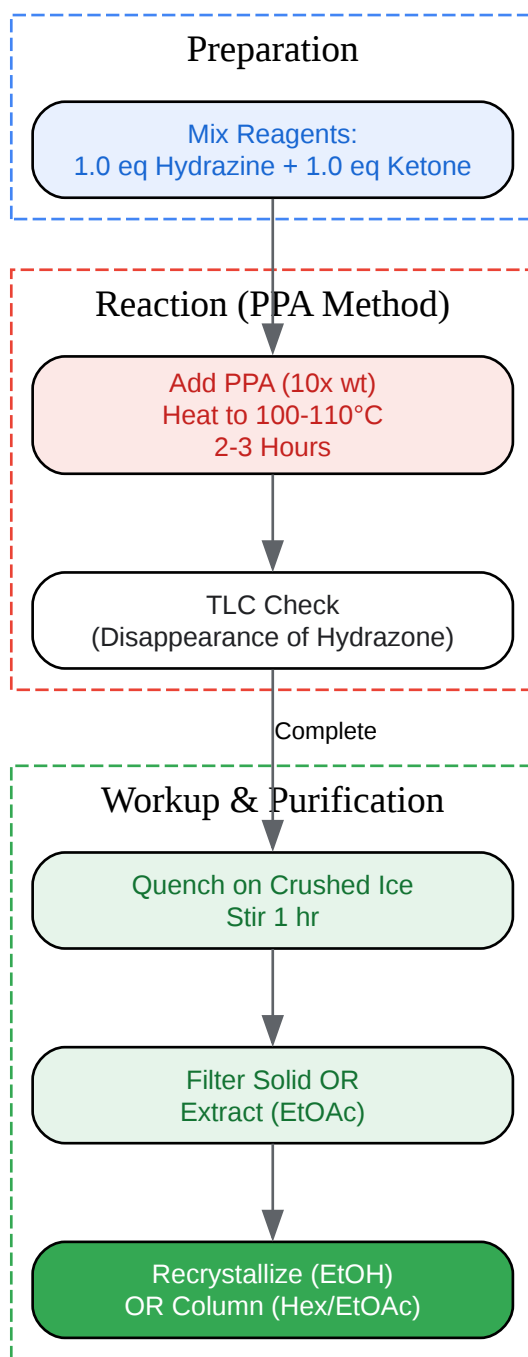 Preparation
Mix Reagents:
1.0 eq Hydrazine + 1.0 eq Ketone
Reaction (PPA Method)
Add PPA (10x wt)
Heat to 100-110°C
2-3 Hours
TLC Check
(Disappearance of Hydrazone)
Complete
Workup & Purification
Quench on Crushed Ice
Stir 1 hr
Filter Solid OR
Extract (EtOAc)
Recrystallize (EtOH)
OR Column (Hex/EtOAc)